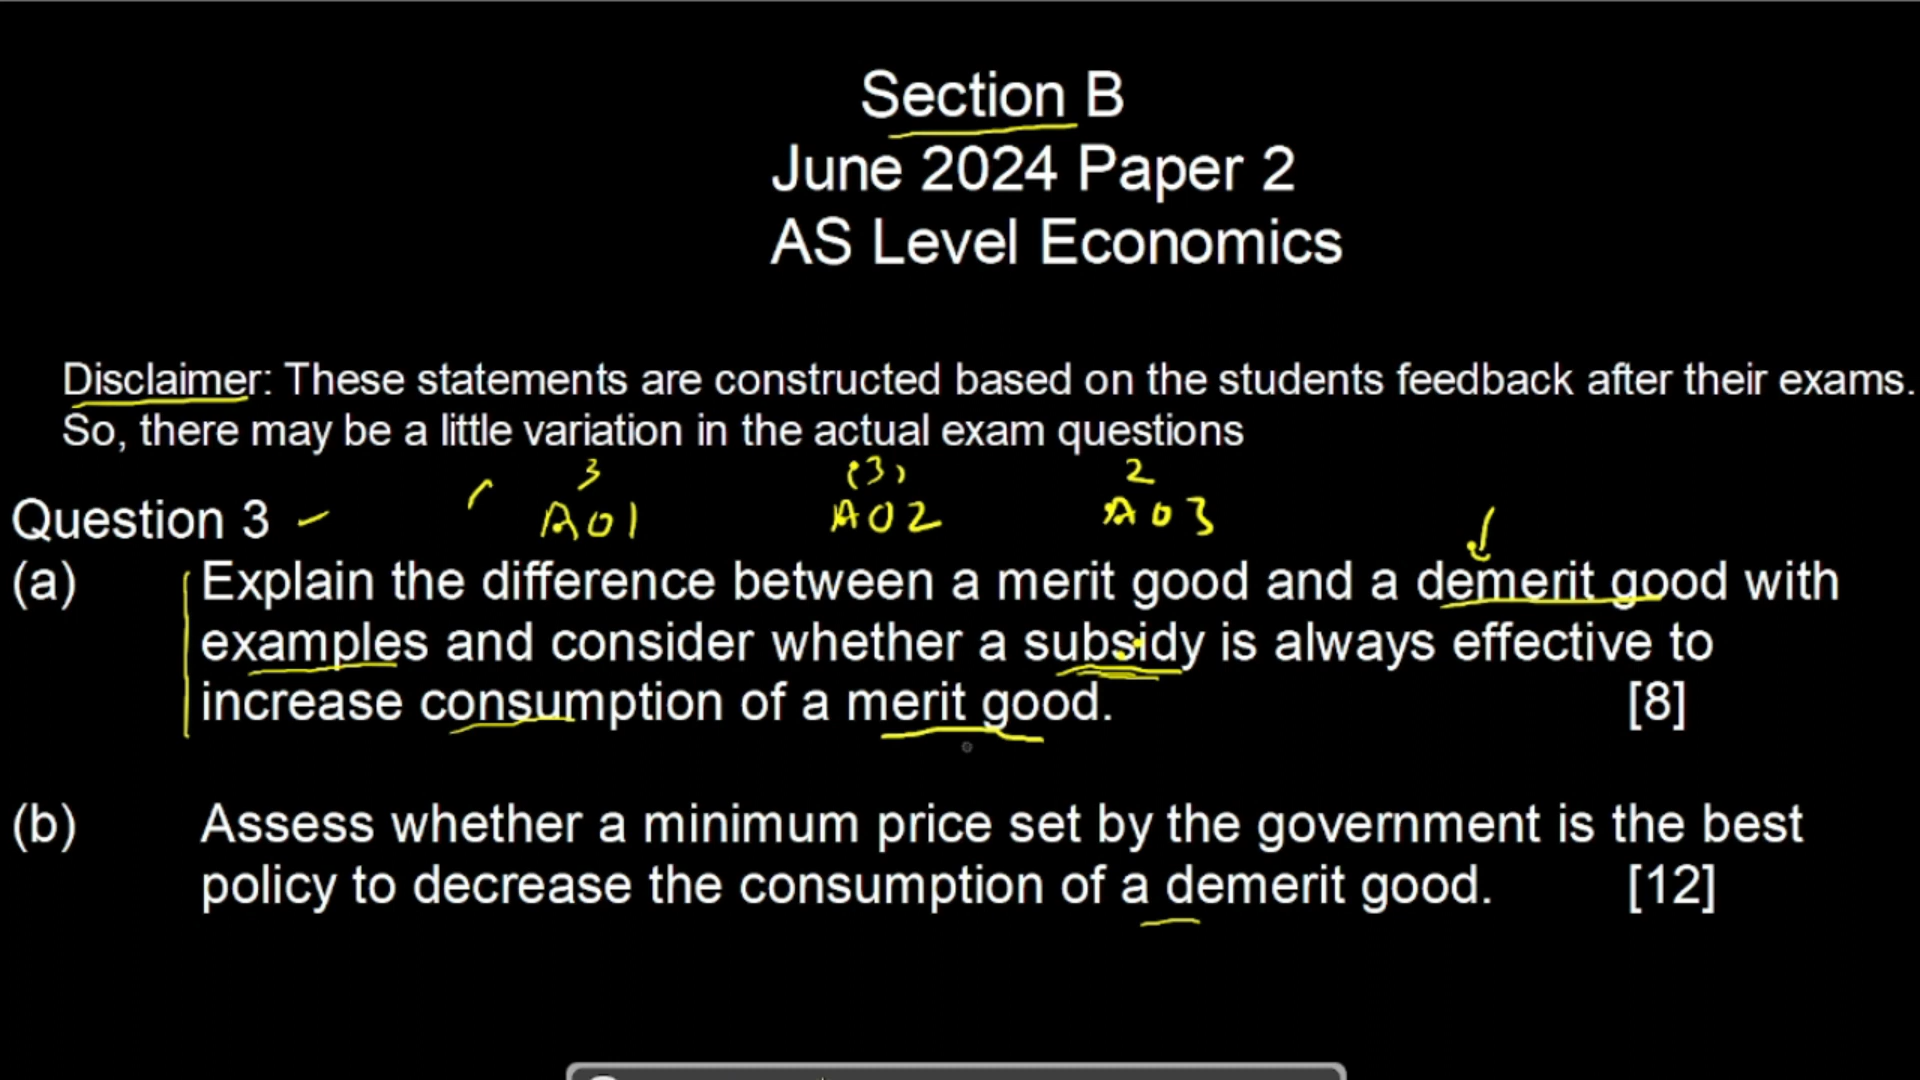 Section B
June 2024 Paper 2
AS Level Economics
Disclaimer: These statements are constructed based on the students feedback after their exams.
So, there may be a little variation in the actual exam questions
3 (3) 2
Question 3 AO1 AO2 AO3
(a) Explain the difference between a merit good and a demerit good with
examples and consider whether a subsidy is always effective to
increase consumption of a merit good. [8]
(b) Assess whether a minimum price set by the government is the best
policy to decrease the consumption of a demerit good. [12]